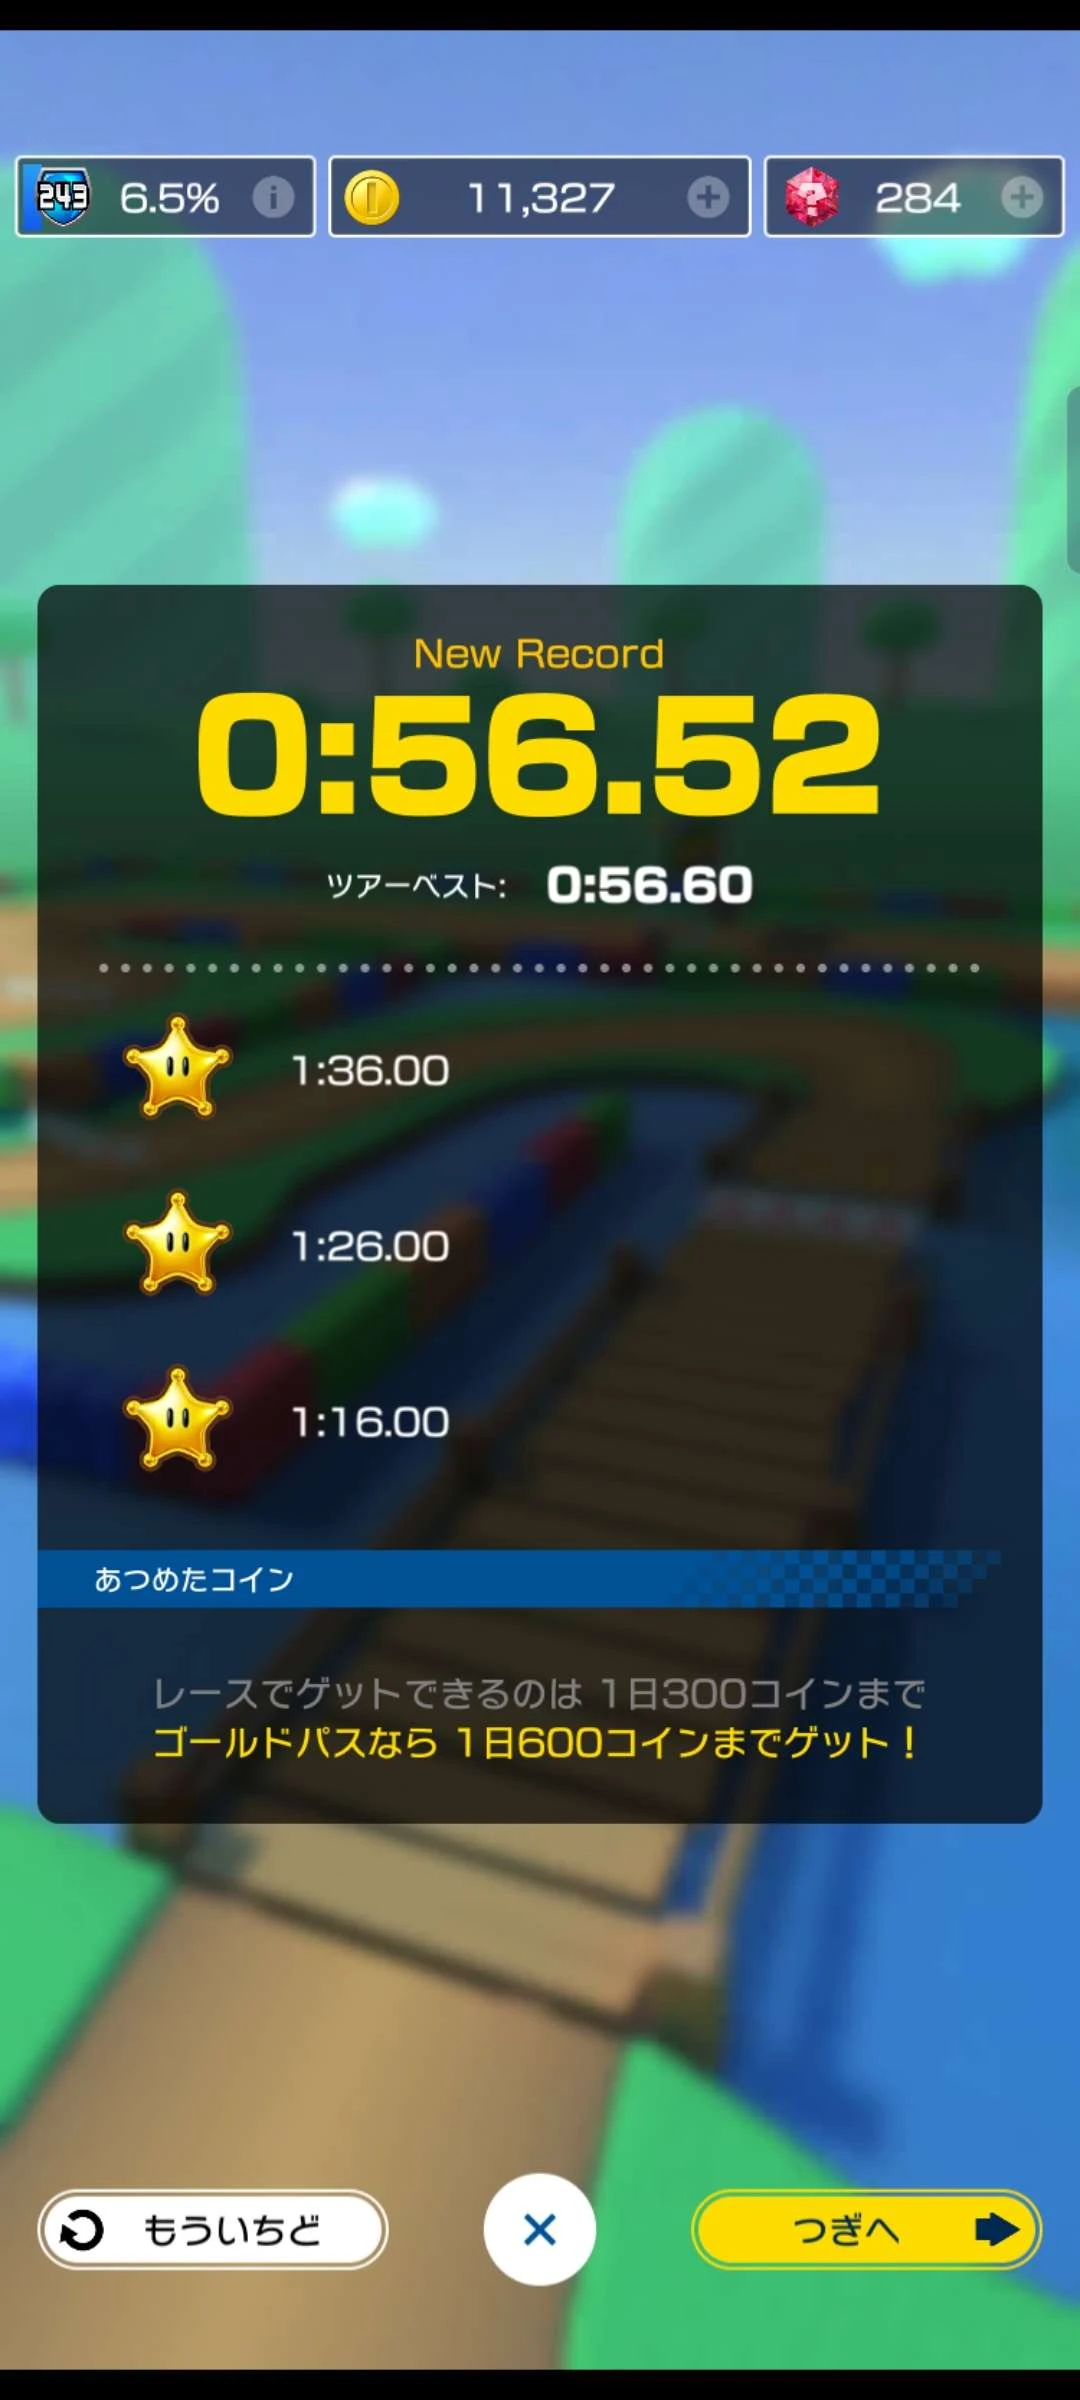 243 6.5% 11,327 284
New Record
0:56.52
ツアーベスト: 0:56.60
1:36.00
1:26.00
1:16.00
あつめたコイン
レースでゲットできるのは 1日300コインまで
ゴールドパスなら 1日600コインまでゲット！
もういちど つぎへ